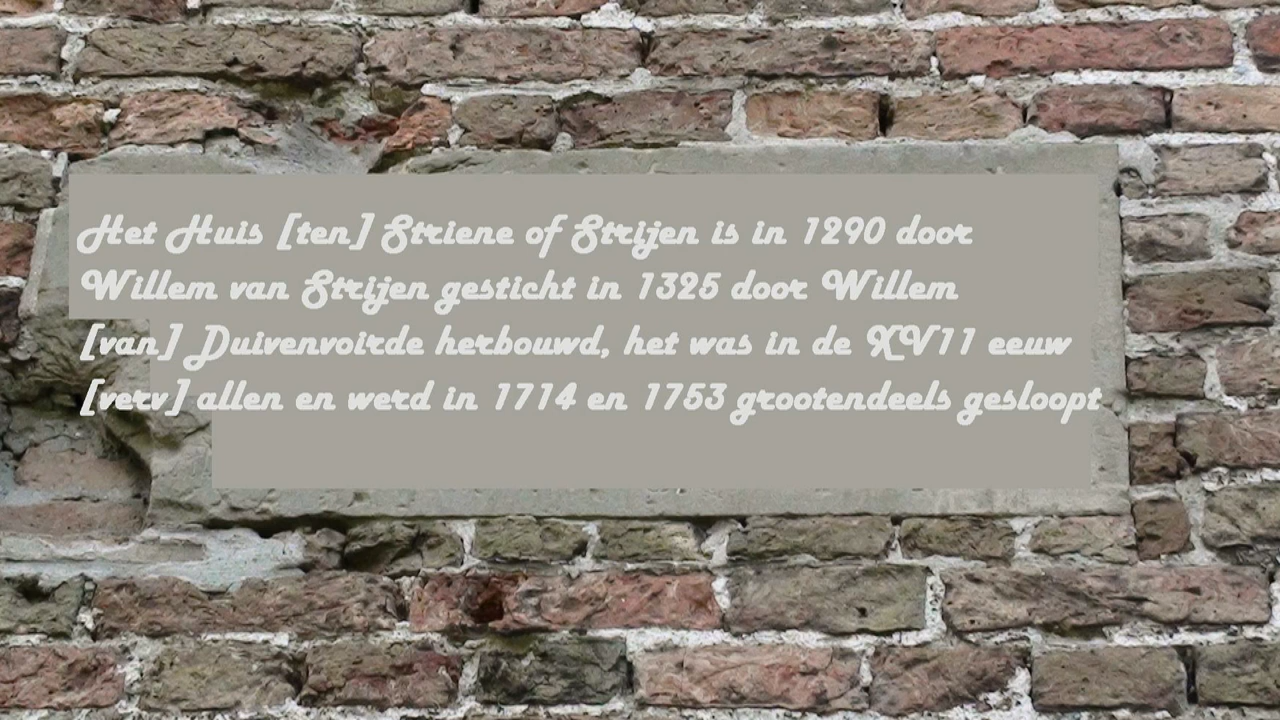 Het Huis [ten] Striene of Strijen is in 1290 door
Willem van Strijen gesticht in 1325 door Willem
[van] Duivenvoirde herbouwd, het was in de XV11 eeuw
[verv] allen en werd in 1714 en 1753 grootendeels gesloopt